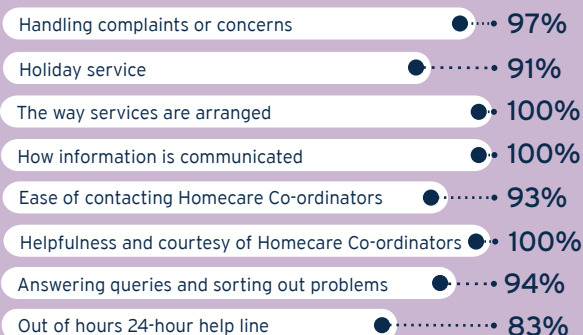 Handling complaints or concerns 97%
Holiday service 91%
The way services are arranged 100%
How information is communicated 100%
Ease of contacting Homecare Co-ordinators 93%
Helpfulness and courtesy of Homecare Co-ordinators 100%
Answering queries and sorting out problems 94%
Out of hours 24-hour help line 83%